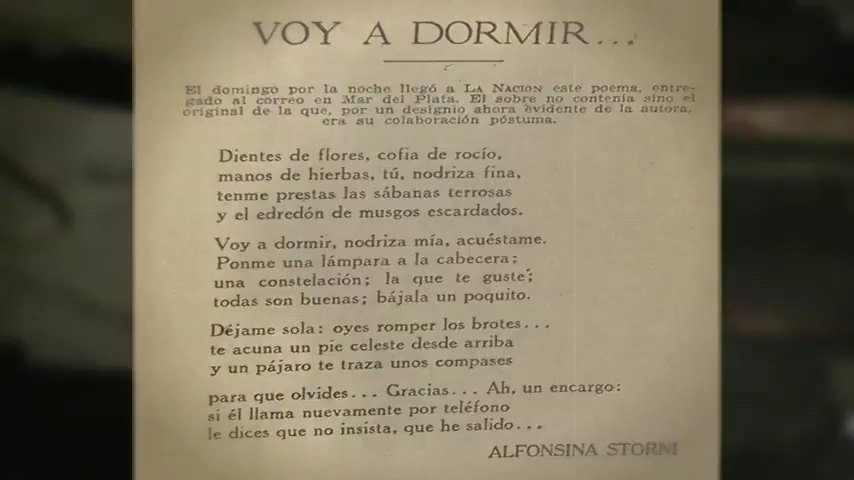 VOY A DORMIR...
El domingo por la noche llegó a LA NACION este poema, entre-
gado al correo en Mar del Plata. El sobre no contenía sino el
original de la que, por un designio ahora evidente de la autora,
era su colaboración póstuma.
Dientes de flores, cofia de rocío,
manos de hierbas, tú, nodriza fina,
tenme prestas las sábanas terrosas
y el edredón de musgos escardados.
Voy a dormir, nodriza mía, acuéstame.
Ponme una lámpara a la cabecera;
una constelación; la que te guste;
todas son buenas; bájala un poquito.
Déjame sola: oyes romper los brotes...
te acuna un pie celeste desde arriba
y un pájaro te traza unos compases
para que olvides... Gracias... Ah, un encargo:
si él llama nuevamente por teléfono
le dices que no insista, que he salido...
ALFONSINA STORNI